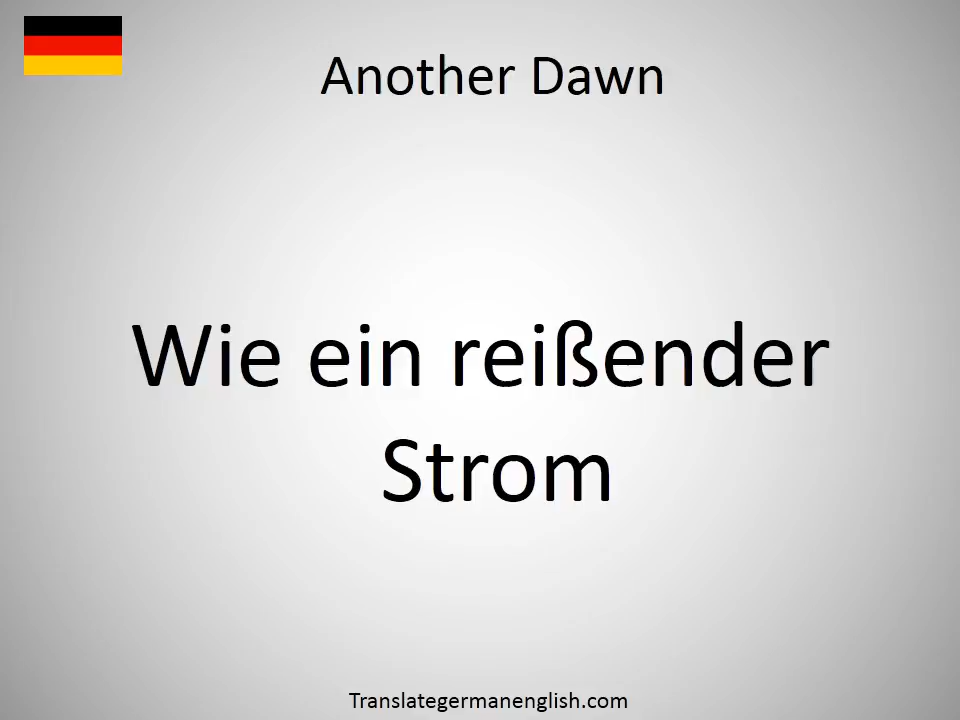 Another Dawn
Wie ein reißender
Strom
Translategermanenglish.com